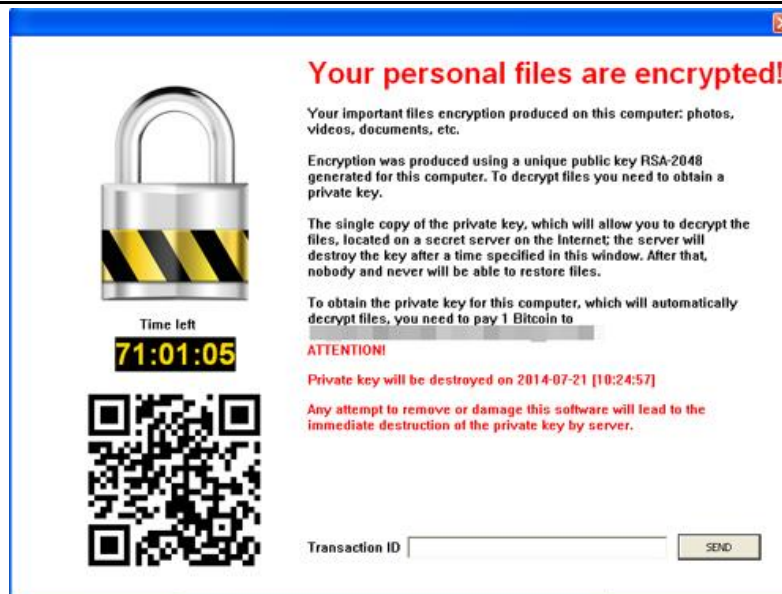 Your personal files are encrypted!
Your important files encryption produced on this computer: photos,
videos, documents, etc.
Encryption was produced using a unique public key RSA-2048
generated for this computer. To decrypt files you need to obtain a
private key.
The single copy of the private key, which will allow you to decrypt the
files, located on a secret server on the Internet; the server will
destroy the key after a time specified in this window. After that,
nobody and never will be able to restore files.
To obtain the private key for this computer, which will automatically
decrypt files, you need to pay 1 Bitcoin to
Time left
71:01:05
ATTENTION!
Private key will be destroyed on 2014-07-21 [10:24:57]
Any attempt to remove or damage this software will lead to the
immediate destruction of the private key by server.
Transaction ID
SEND